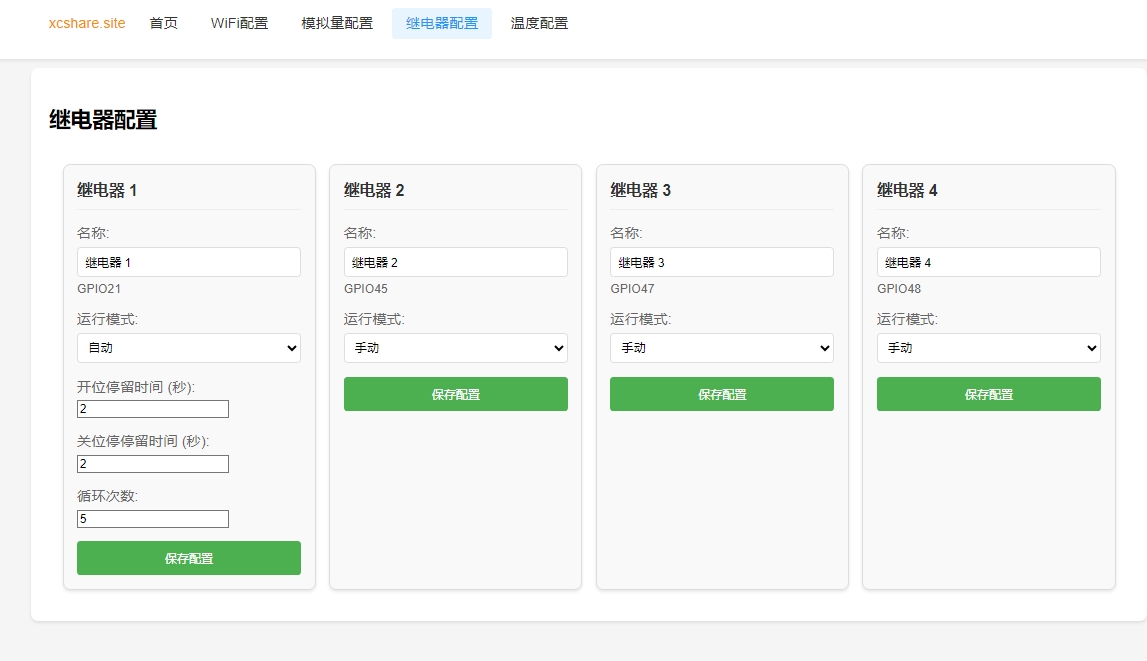 xcshare.site 首页 WiFi配置 模拟量配置 继电器配置 温度配置
继电器配置
继电器 1
名称:
继电器 1
GPIO21
运行模式:
自动
开位停留时间 (秒):
2
关位停停留时间 (秒):
2
循环次数:
5
保存配置
继电器 2
名称:
继电器 2
GPIO45
运行模式:
手动
保存配置
继电器 3
名称:
继电器 3
GPIO47
运行模式:
手动
保存配置
继电器 4
名称:
继电器 4
GPIO48
运行模式:
手动
保存配置